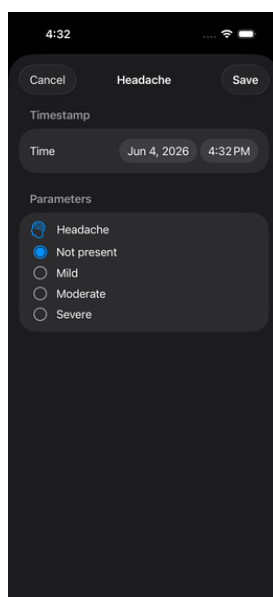 4:32
Cancel Headache Save
Timestamp
Time Jun 4, 2026 4:32 PM
Parameters
Headache
Not present
Mild
Moderate
Severe